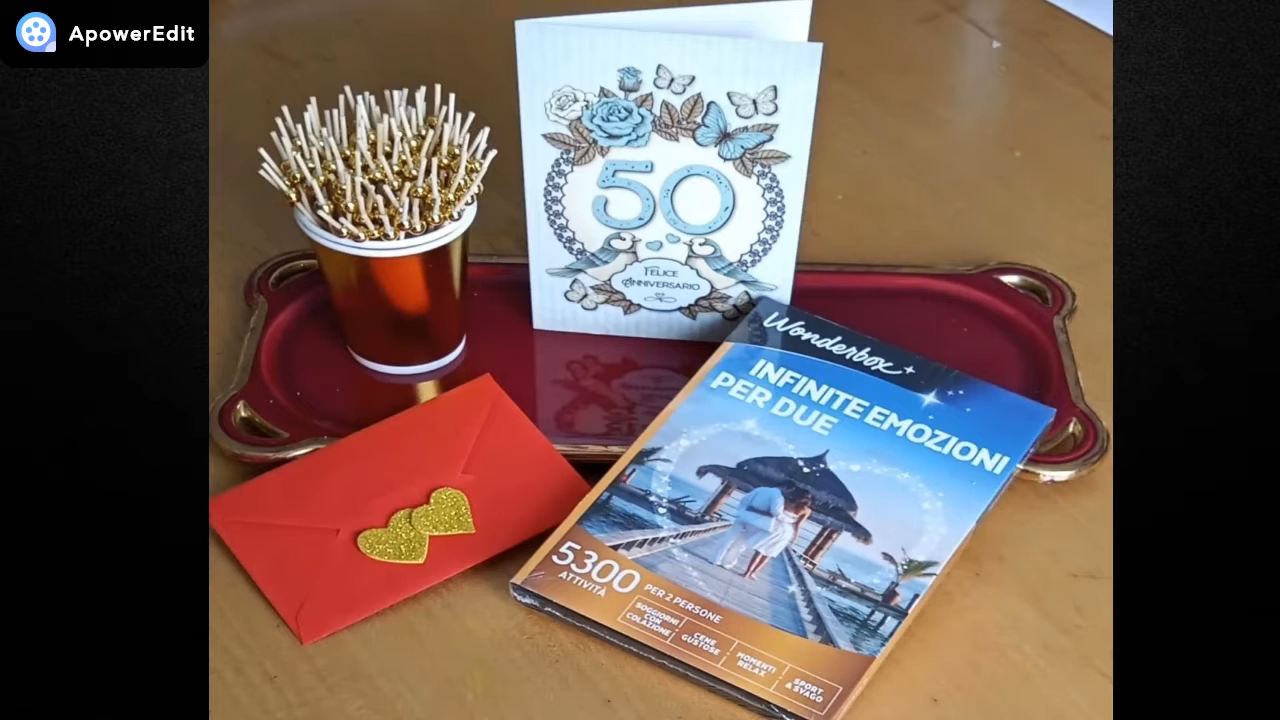 ApowerEdit
50
FELICE
ANNIVERSARIO
Wonderbox
INFINITE EMOZIONI
PER DUE
5300
ATTIVITÀ
PER 2 PERSONE
SOGGIORNI
CON
COLAZIONE
CENE
GUSTOSE
MOMENTI
RELAX
SPORT
& SVAGO